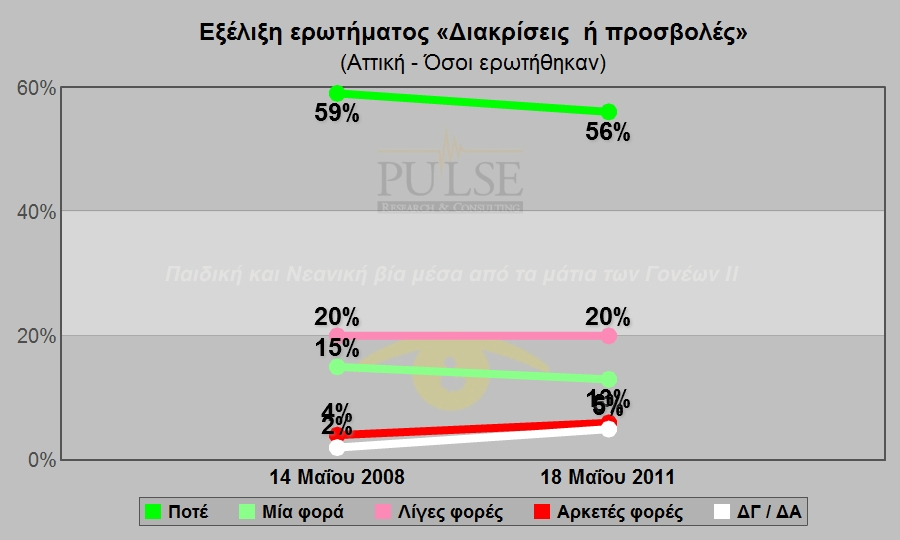 Εξέλιξη ερωτήματος «Διακρίσεις ή προσβολές»
(Αττική - Όσοι ερωτήθηκαν)
60%
59%
56%
PULSE
RESEARCH & CONSULTING
40%
Παιδική και Νεανική βία μέσα από τα μάτια των Γονέων ΙΙ
20%
20%
20%
15%
4%
2%
13%
0%
14 Μαΐου 2008
18 Μαΐου 2011
Ποτέ
Μία φορά
Λίγες φορές
Αρκετές φορές
ΔΓ / ΔΑ